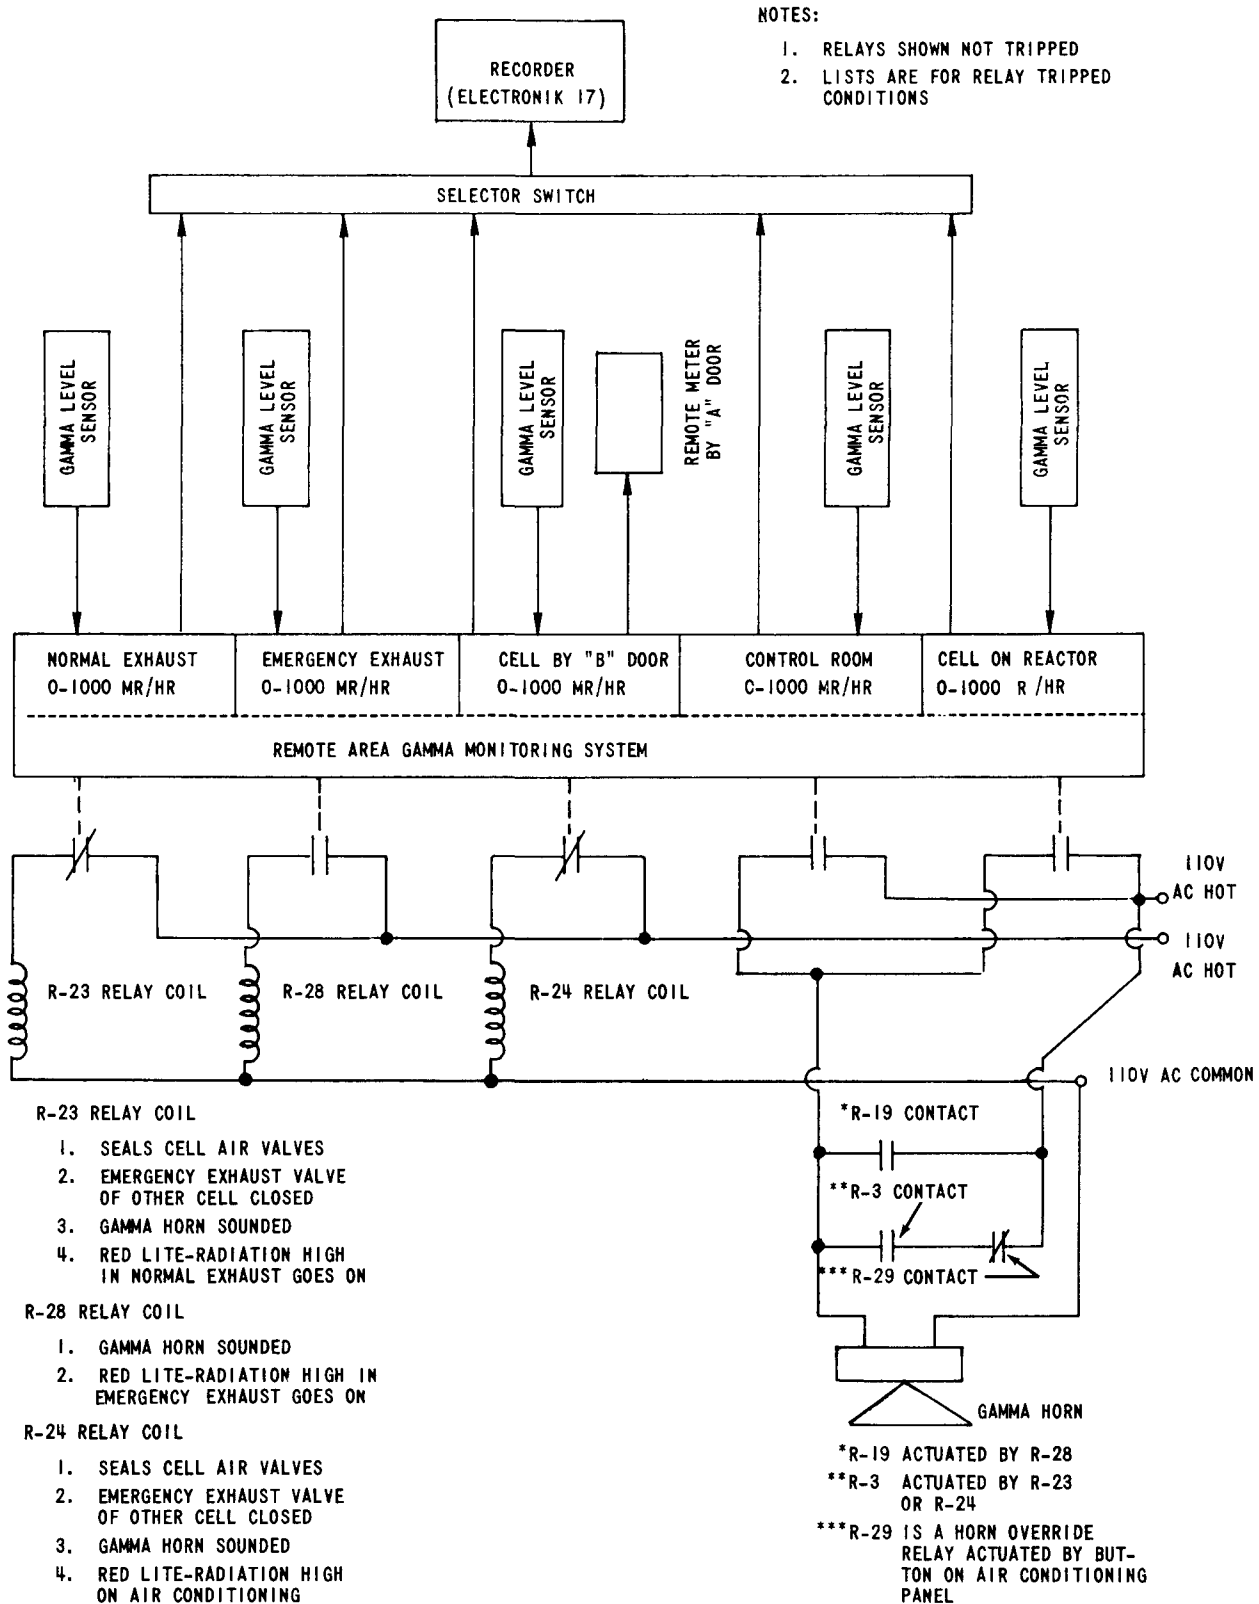 NOTES:
1. RELAYS SHOWN NOT TRIPPED
2. LISTS ARE FOR RELAY TRIPPED
CONDITIONS
RECORDER
(ELECTRONIK 17)
SELECTOR SWITCH
GAMMA LEVEL
SENSOR
GAMMA LEVEL
SENSOR
GAMMA LEVEL
SENSOR
REMOTE METER
BY "A" DOOR
GAMMA LEVEL
SENSOR
GAMMA LEVEL
SENSOR
NORMAL EXHAUST
0-1000 MR/HR
EMERGENCY EXHAUST
0-1000 MR/HR
CELL BY "B" DOOR
0-1000 MR/HR
CONTROL ROOM
C-1000 MR/HR
CELL ON REACTOR
0-1000 R /HR
REMOTE AREA GAMMA MONITORING SYSTEM
110V
AC HOT
110V
AC HOT
R-23 RELAY COIL
R-28 RELAY COIL
R-24 RELAY COIL
110V AC COMMON
R-23 RELAY COIL
1. SEALS CELL AIR VALVES
2. EMERGENCY EXHAUST VALVE
OF OTHER CELL CLOSED
3. GAMMA HORN SOUNDED
4. RED LITE-RADIATION HIGH
IN NORMAL EXHAUST GOES ON
R-28 RELAY COIL
1. GAMMA HORN SOUNDED
2. RED LITE-RADIATION HIGH IN
EMERGENCY EXHAUST GOES ON
R-24 RELAY COIL
1. SEALS CELL AIR VALVES
2. EMERGENCY EXHAUST VALVE
OF OTHER CELL CLOSED
3. GAMMA HORN SOUNDED
4. RED LITE-RADIATION HIGH
ON AIR CONDITIONING
*R-19 CONTACT
**R-3 CONTACT
***R-29 CONTACT
GAMMA HORN
*R-19 ACTUATED BY R-28
**R-3 ACTUATED BY R-23
OR R-24
***R-29 IS A HORN OVERRIDE
RELAY ACTUATED BY BUT-
TON ON AIR CONDITIONING
PANEL